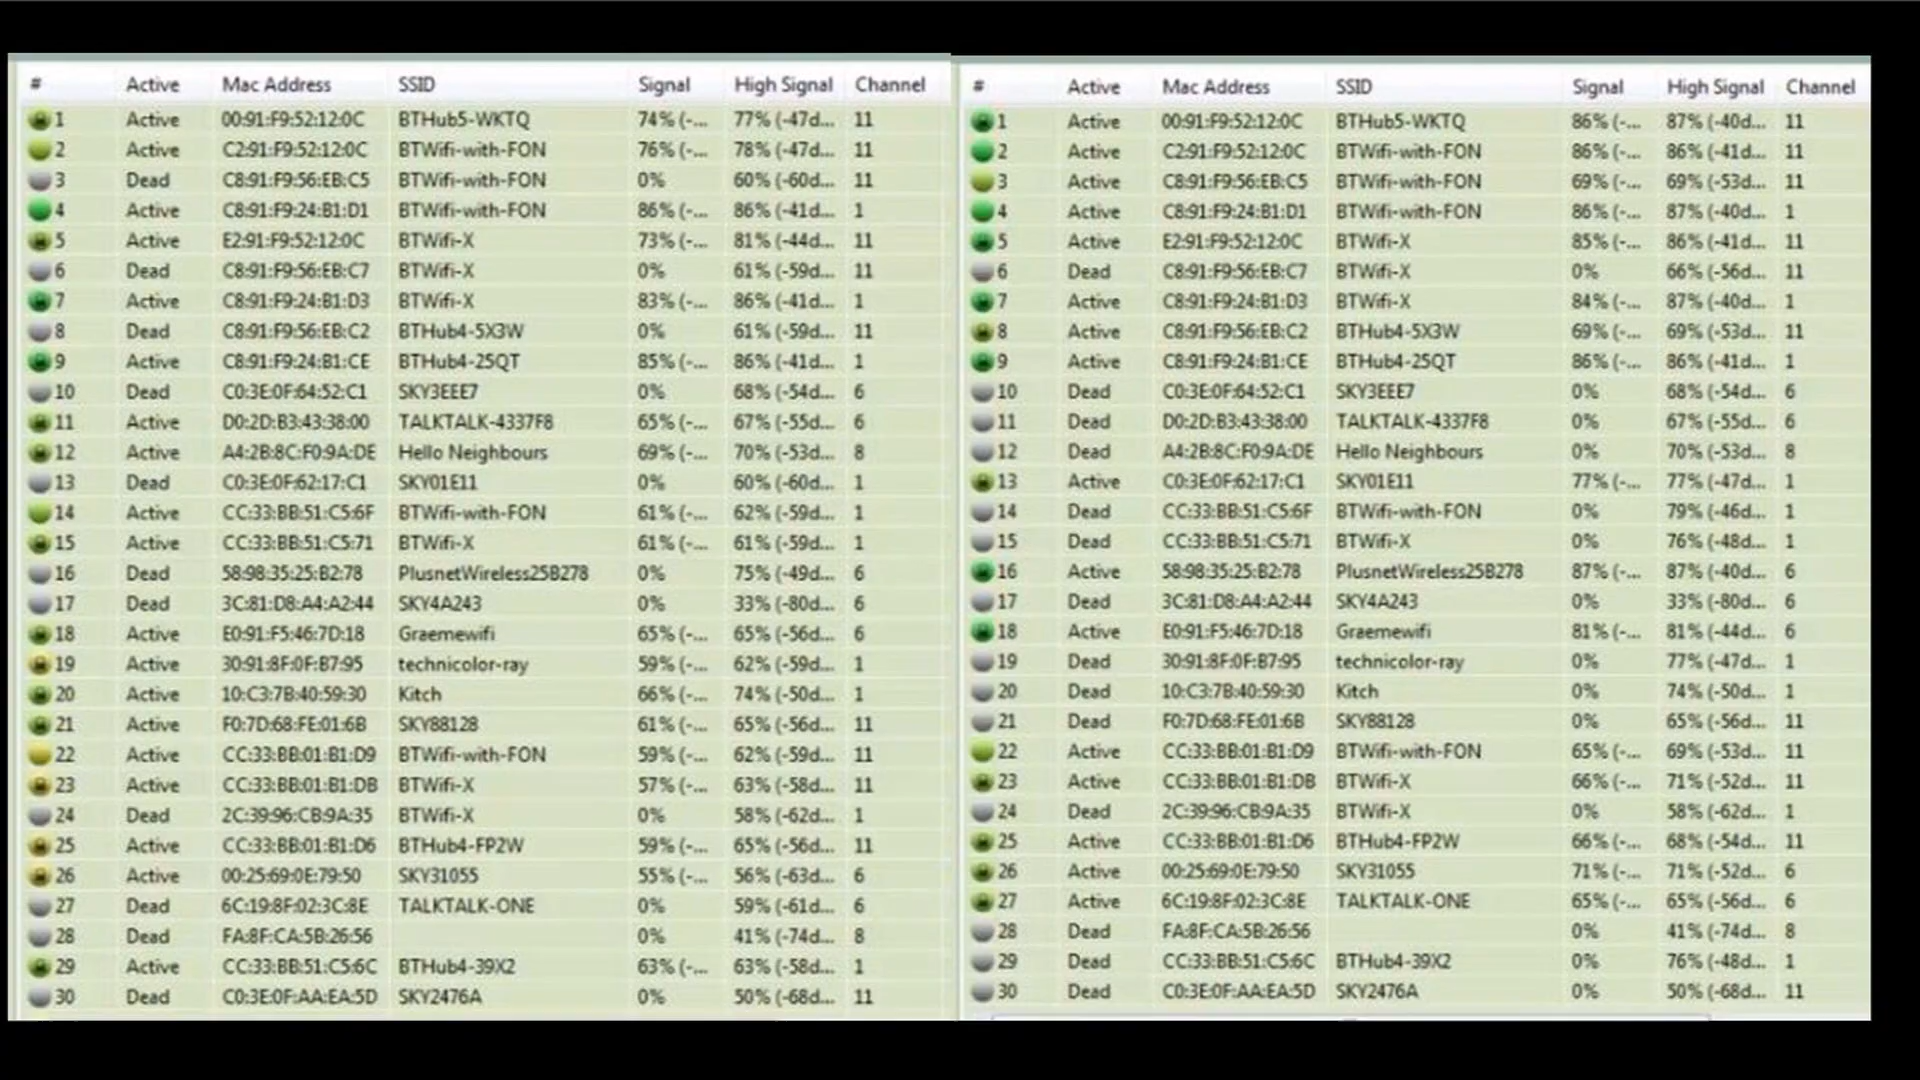 # Active Mac Address SSID Signal High Signal Channel
1 Active 00:91:F9:52:12:0C BTHub5-WKTQ 74% (-... 77% (-47d... 11
2 Active C2:91:F9:52:12:0C BTWifi-with-FON 76% (-... 78% (-47d... 11
3 Dead C8:91:F9:56:EB:C5 BTWifi-with-FON 0% 60% (-60d... 11
4 Active C8:91:F9:24:B1:D1 BTWifi-with-FON 86% (-... 86% (-41d... 1
5 Active E2:91:F9:52:12:0C BTWifi-X 73% (-... 81% (-44d... 11
6 Dead C8:91:F9:56:EB:C7 BTWifi-X 0% 61% (-59d... 11
7 Active C8:91:F9:24:B1:D3 BTWifi-X 83% (-... 86% (-41d... 1
8 Dead C8:91:F9:56:EB:C2 BTHub4-5X3W 0% 61% (-59d... 11
9 Active C8:91:F9:24:B1:CE BTHub4-25QT 85% (-... 86% (-41d... 1
10 Dead C0:3E:0F:64:52:C1 SKY3EEE7 0% 68% (-54d... 6
11 Active D0:2D:B3:43:38:00 TALKTALK-4337F8 65% (-... 67% (-55d... 6
12 Active A4:2B:8C:F0:9A:DE Hello Neighbours 69% (-... 70% (-53d... 8
13 Dead C0:3E:0F:62:17:C1 SKY01E11 0% 60% (-60d... 1
14 Active CC:33:BB:51:C5:6F BTWifi-with-FON 61% (-... 62% (-59d... 1
15 Active CC:33:BB:51:C5:71 BTWifi-X 61% (-... 61% (-59d... 1
16 Dead 58:98:35:25:B2:78 PlusnetWireless25B278 0% 75% (-49d... 6
17 Dead 3C:81:D8:A4:A2:44 SKY4A243 0% 33% (-80d... 6
18 Active E0:91:F5:46:7D:18 Graemewifi 65% (-... 65% (-56d... 6
19 Active 30:91:8F:0F:B7:95 technicolor-ray 59% (-... 62% (-59d... 1
20 Active 10:C3:7B:40:59:30 Kitch 66% (-... 74% (-50d... 1
21 Active F0:7D:68:FE:01:6B SKY88128 61% (-... 65% (-56d... 11
22 Active CC:33:BB:01:B1:D9 BTWifi-with-FON 59% (-... 62% (-59d... 11
23 Active CC:33:BB:01:B1:DB BTWifi-X 57% (-... 63% (-58d... 11
24 Dead 2C:39:96:CB:9A:35 BTWifi-X 0% 58% (-62d... 1
25 Active CC:33:BB:01:B1:D6 BTHub4-FP2W 59% (-... 65% (-56d... 11
26 Active 00:25:69:0E:79:50 SKY31055 55% (-... 56% (-63d... 6
27 Dead 6C:19:8F:02:3C:8E TALKTALK-ONE 0% 59% (-61d... 6
28 Dead FA:8F:CA:5B:26:56 0% 41% (-74d... 8
29 Active CC:33:BB:51:C5:6C BTHub4-39X2 63% (-... 63% (-58d... 1
30 Dead C0:3E:0F:AA:EA:5D SKY2476A 0% 50% (-68d... 11
# Active Mac Address SSID Signal High Signal Channel
1 Active 00:91:F9:52:12:0C BTHub5-WKTQ 86% (-... 87% (-40d... 11
2 Active C2:91:F9:52:12:0C BTWifi-with-FON 86% (-... 86% (-41d... 11
3 Active C8:91:F9:56:EB:C5 BTWifi-with-FON 69% (-... 69% (-53d... 11
4 Active C8:91:F9:24:B1:D1 BTWifi-with-FON 86% (-... 87% (-40d... 1
5 Active E2:91:F9:52:12:0C BTWifi-X 85% (-... 86% (-41d... 11
6 Dead C8:91:F9:56:EB:C7 BTWifi-X 0% 66% (-56d... 11
7 Active C8:91:F9:24:B1:D3 BTWifi-X 84% (-... 87% (-40d... 1
8 Active C8:91:F9:56:EB:C2 BTHub4-5X3W 69% (-... 69% (-53d... 11
9 Active C8:91:F9:24:B1:CE BTHub4-25QT 86% (-... 86% (-41d... 1
10 Dead C0:3E:0F:64:52:C1 SKY3EEE7 0% 68% (-54d... 6
11 Dead D0:2D:B3:43:38:00 TALKTALK-4337F8 0% 67% (-55d... 6
12 Dead A4:2B:8C:F0:9A:DE Hello Neighbours 0% 70% (-53d... 8
13 Active C0:3E:0F:62:17:C1 SKY01E11 77% (-... 77% (-47d... 1
14 Dead CC:33:BB:51:C5:6F BTWifi-with-FON 0% 79% (-46d... 1
15 Dead CC:33:BB:51:C5:71 BTWifi-X 0% 76% (-48d... 1
16 Active 58:98:35:25:B2:78 PlusnetWireless25B278 87% (-... 87% (-40d... 6
17 Dead 3C:81:D8:A4:A2:44 SKY4A243 0% 33% (-80d... 6
18 Active E0:91:F5:46:7D:18 Graemewifi 81% (-... 81% (-44d... 6
19 Dead 30:91:8F:0F:B7:95 technicolor-ray 0% 77% (-47d... 1
20 Dead 10:C3:7B:40:59:30 Kitch 0% 74% (-50d... 1
21 Dead F0:7D:68:FE:01:6B SKY88128 0% 65% (-56d... 11
22 Active CC:33:BB:01:B1:D9 BTWifi-with-FON 65% (-... 69% (-53d... 11
23 Active CC:33:BB:01:B1:DB BTWifi-X 66% (-... 71% (-52d... 11
24 Dead 2C:39:96:CB:9A:35 BTWifi-X 0% 58% (-62d... 1
25 Active CC:33:BB:01:B1:D6 BTHub4-FP2W 66% (-... 68% (-54d... 11
26 Active 00:25:69:0E:79:50 SKY31055 71% (-... 71% (-52d... 6
27 Active 6C:19:8F:02:3C:8E TALKTALK-ONE 65% (-... 65% (-56d... 6
28 Dead FA:8F:CA:5B:26:56 0% 41% (-74d... 8
29 Dead CC:33:BB:51:C5:6C BTHub4-39X2 0% 76% (-48d... 1
30 Dead C0:3E:0F:AA:EA:5D SKY2476A 0% 50% (-68d... 11